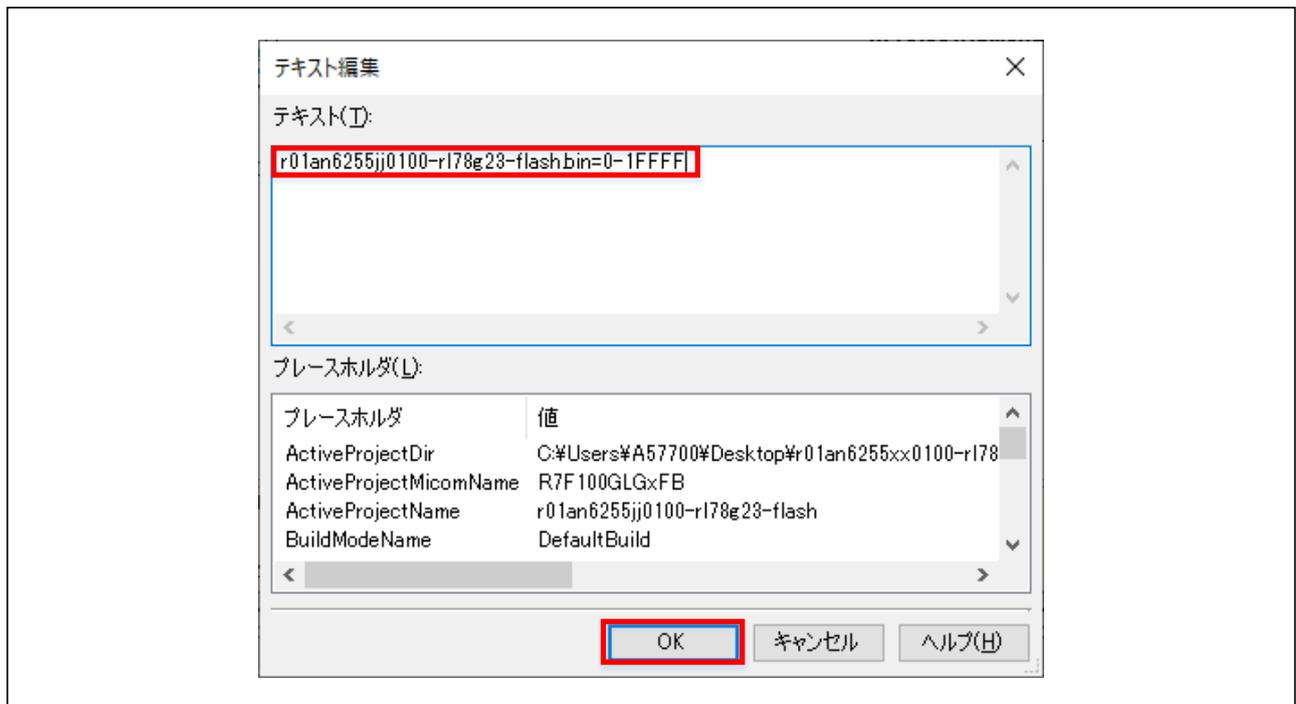 テキスト編集
テキスト(T):
r01an6255jj0100-rl78g23-flash.bin=0-1FFFF
プレースホルダ(L):
プレースホルダ 値
ActiveProjectDir C:¥Users¥A57700¥Desktop¥r01an6255xx0100-rl78
ActiveProjectMicomName R7F100GLGxFB
ActiveProjectName r01an6255jj0100-rl78g23-flash
BuildModeName DefaultBuild
OK キャンセル ヘルプ(H)